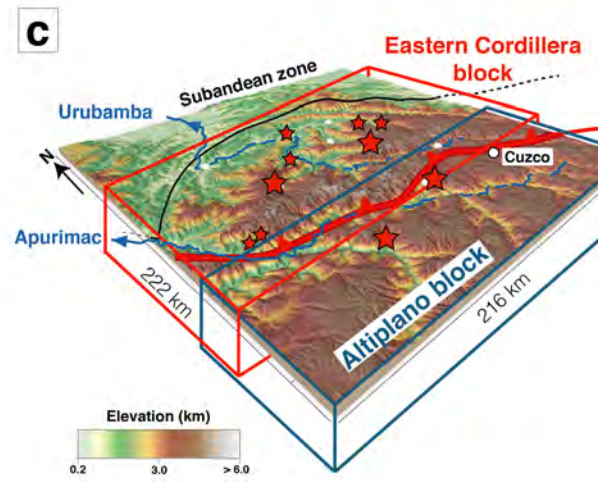 C
Eastern Cordillera
block
Subandean zone
Urubamba
N
Cuzco
Apurimac
222 km
Altiplano block
216 km
Elevation (km)
0.2
3.0
> 6.0